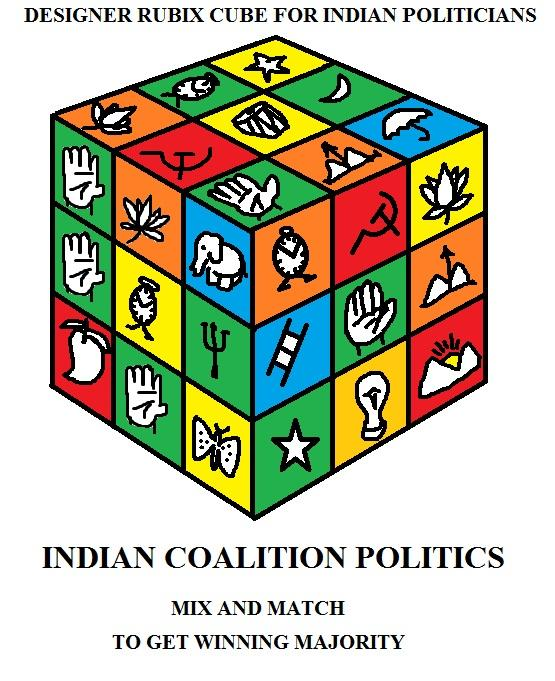 DESIGNER RUBIX CUBE FOR INDIAN POLITICIANS
INDIAN COALITION POLITICS
MIX AND MATCH
TO GET WINNING MAJORITY